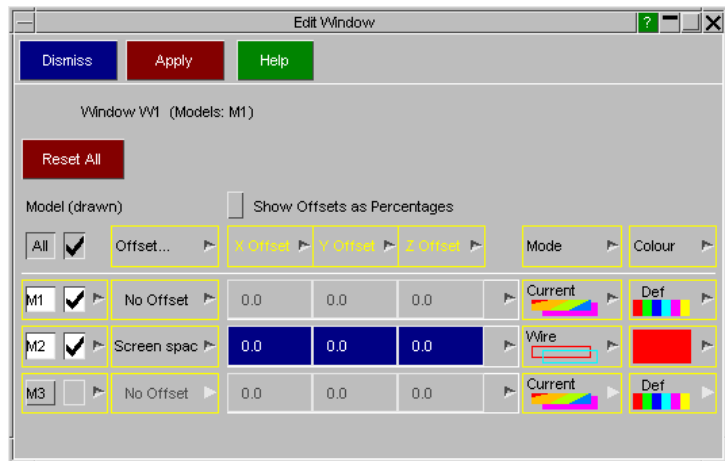 Edit Window ?
Dismiss Apply Help
Window W1 (Models: M1)
Reset All
Model (drawn) Show Offsets as Percentages
All Offset... X Offset Y Offset Z Offset Mode Colour
M1 No Offset 0.0 0.0 0.0 Current Def
M2 Screen spac 0.0 0.0 0.0 Wire
M3 No Offset 0.0 0.0 0.0 Current Def